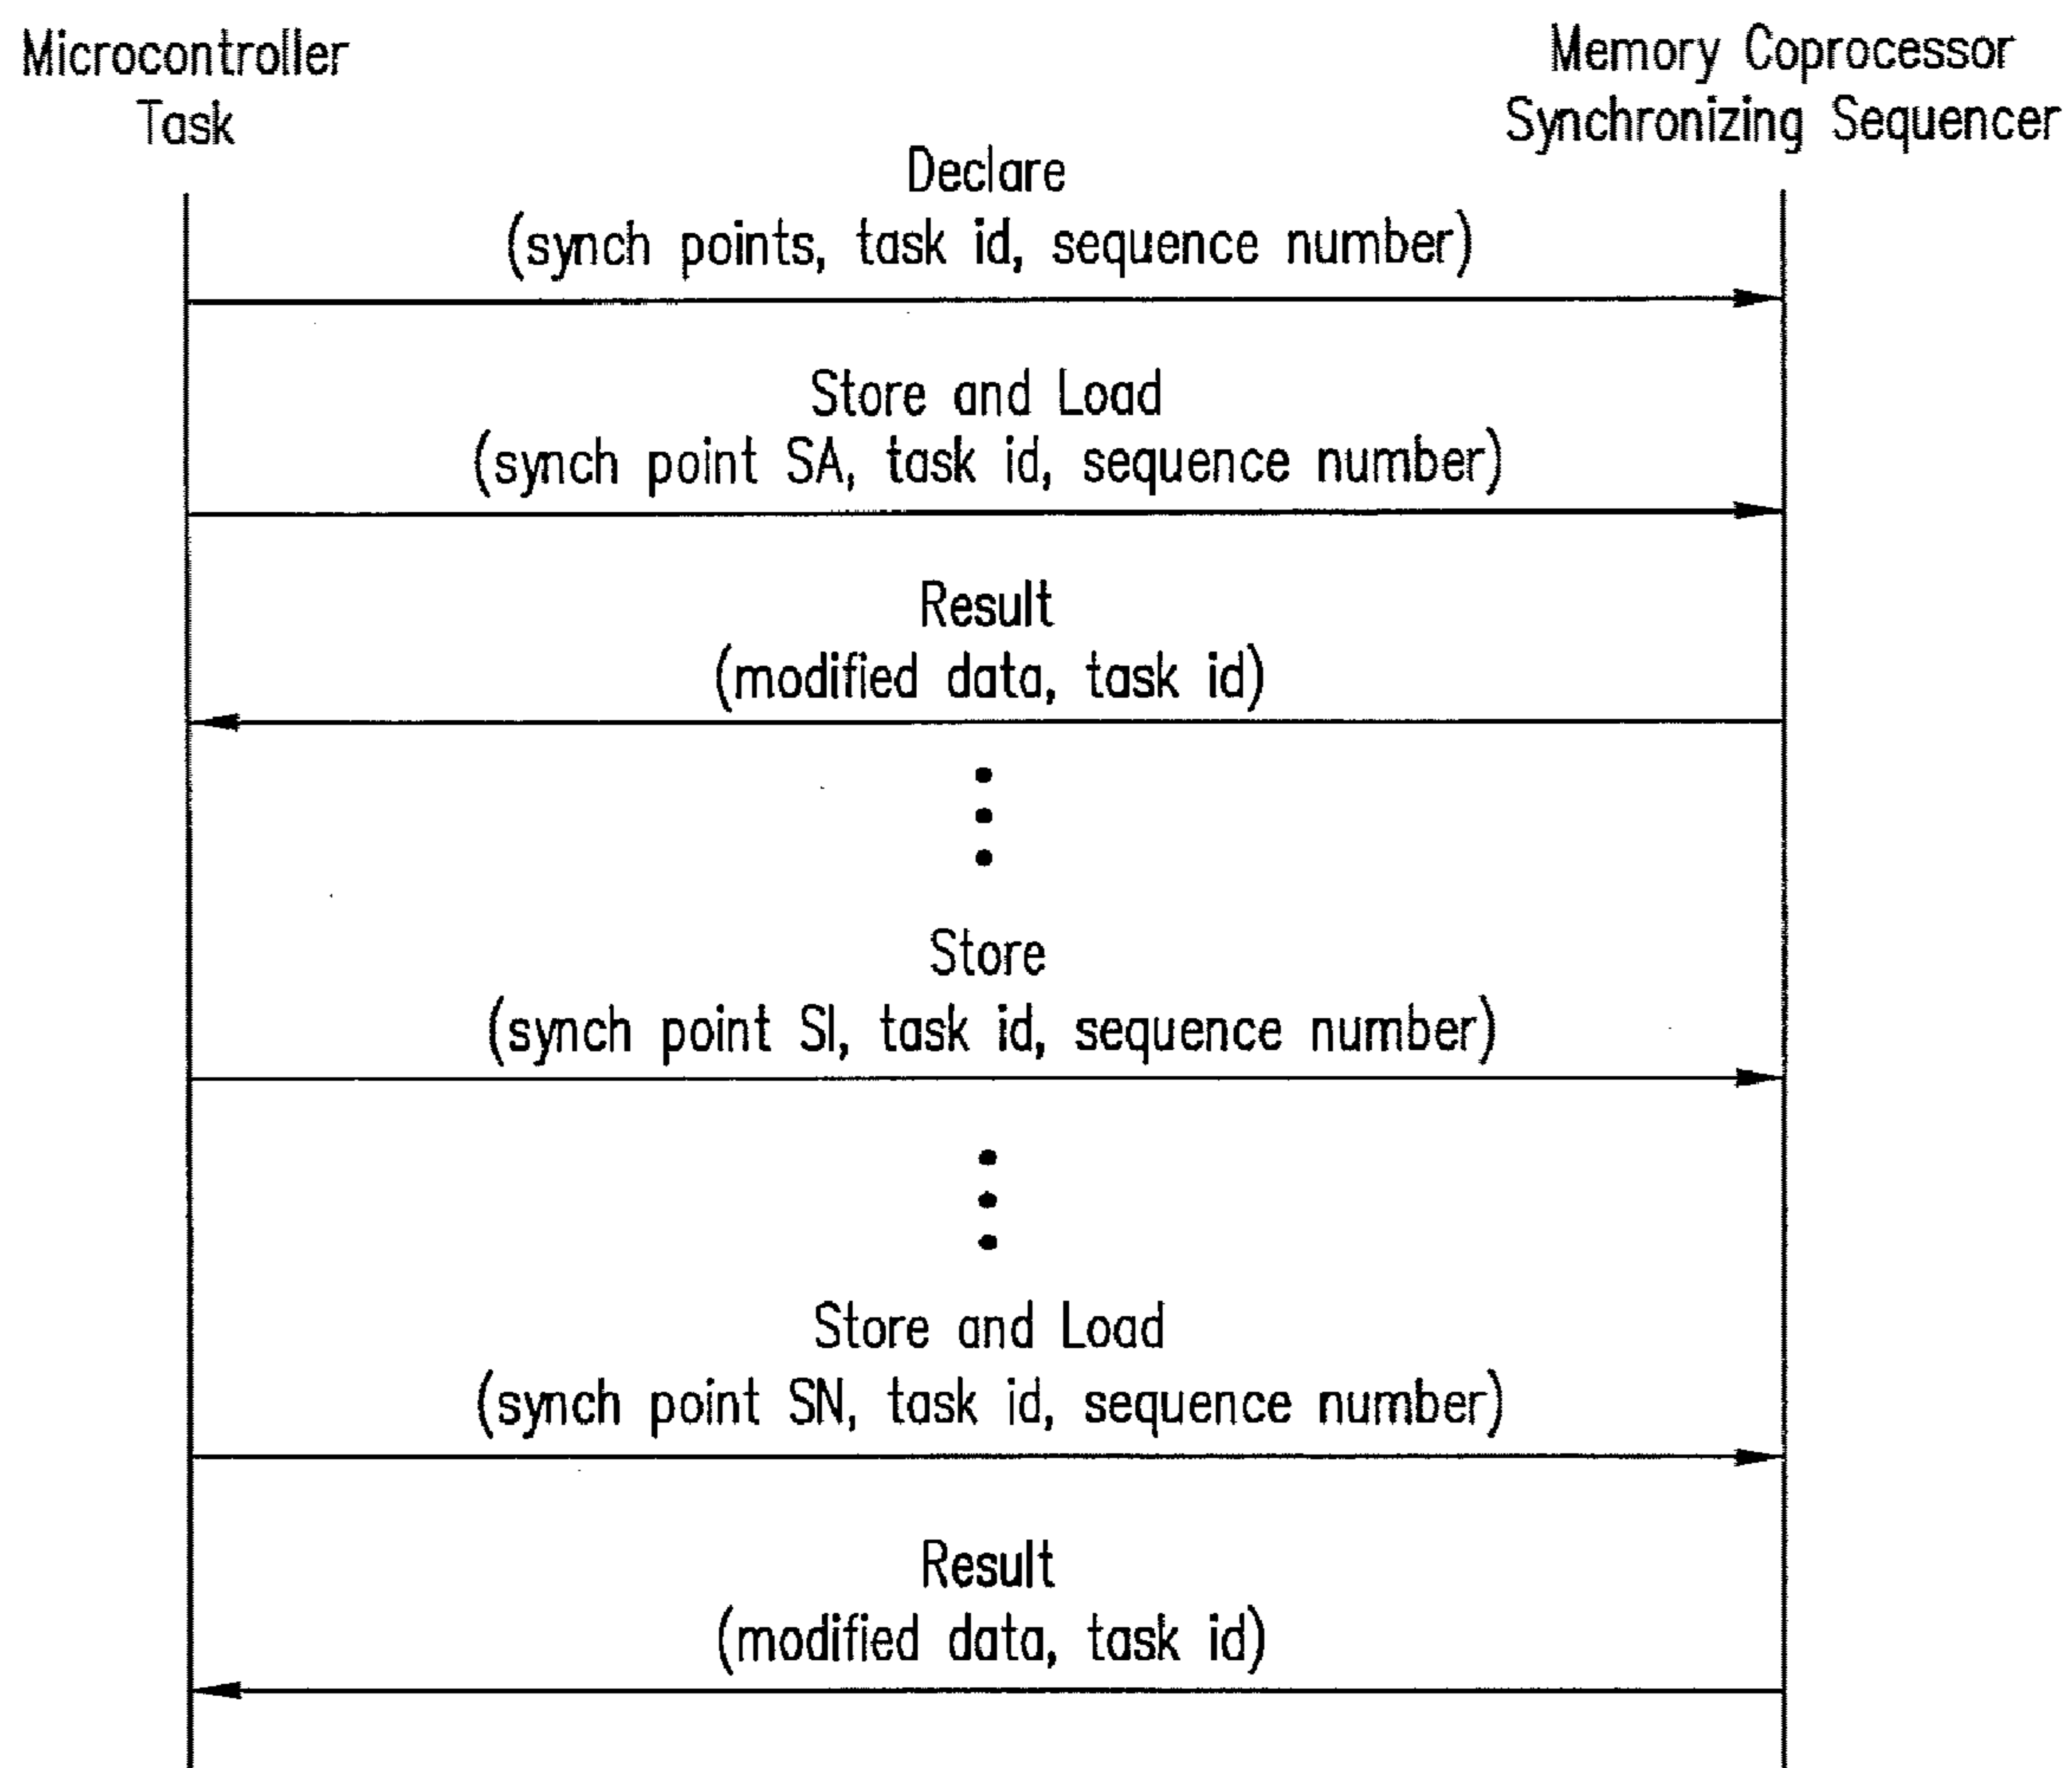 Microcontroller
Task
Memory Coprocessor
Synchronizing Sequencer
Declare
(synch points, task id, sequence number)
Store and Load
(synch point SA, task id, sequence number)
Result
(modified data, task id)
Store
(synch point SI, task id, sequence number)
Store and Load
(synch point SN, task id, sequence number)
Result
(modified data, task id)